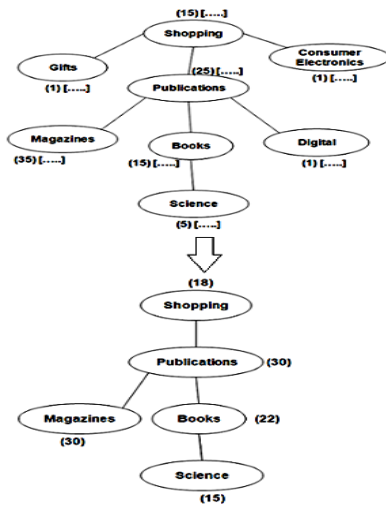 (15) [.....]
Shopping
Gifts
Consumer
Electronics
(1) [.....]
(25) [.....]
(1) [.....]
Publications
Magazines
Books
Digital
(35) [.....]
(15) [.....]
(1) [.....]
Science
(5) [.....]
(18)
Shopping
Publications (30)
Magazines
Books (22)
(30)
Science
(15)